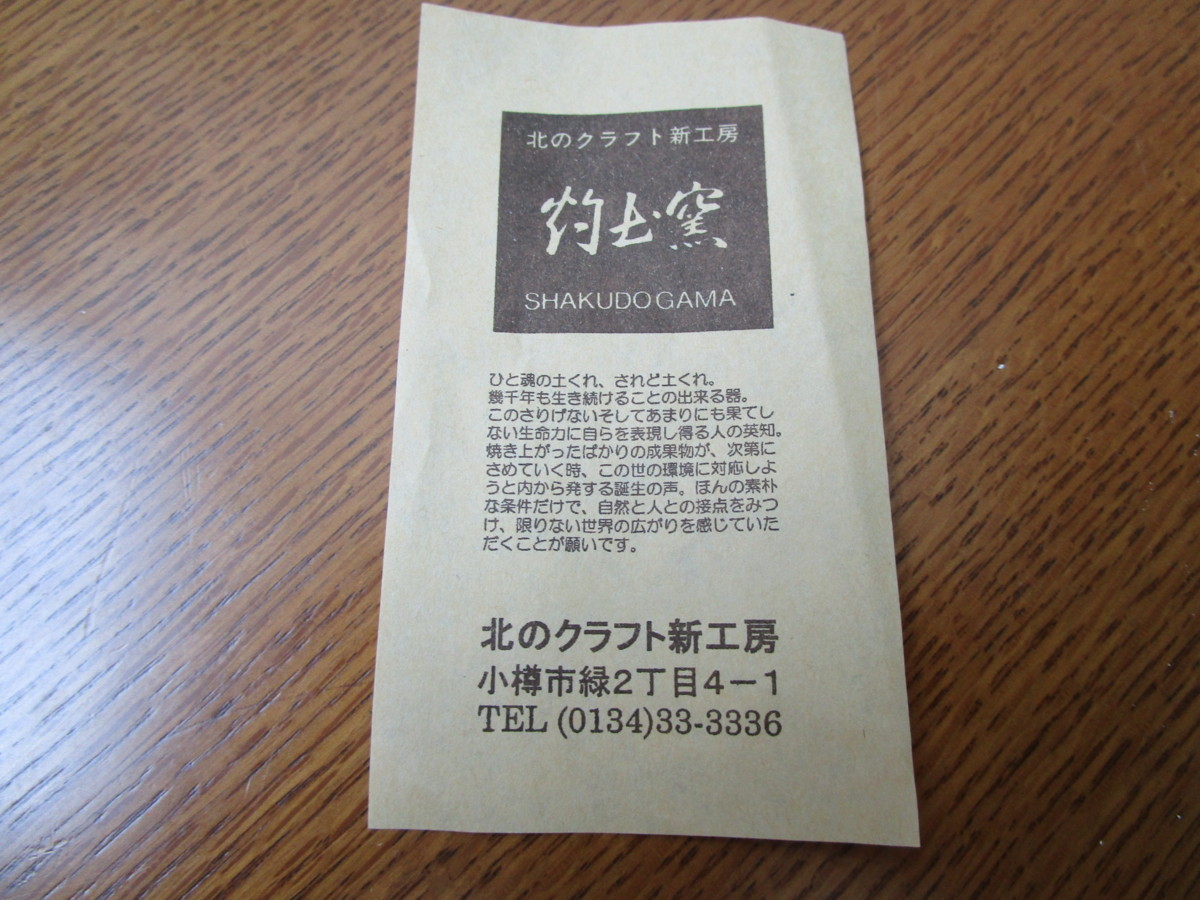 北のクラフト新工房
灼土窯
SHAKUDO GAMA
ひと魂の土くれ、されど土くれ。
幾千年も生き続けることの出来る器。
このさりげないそしてあまりにも果てし
ない生命力に自らを表現し得る人の英知。
焼き上がったばかりの成果物が、次第に
さめていく時、この世の環境に対応しよ
うと内から発する誕生の声。ほんの素朴
な条件だけで、自然と人との接点をみつ
け、限りない世界の広がりを感じていた
だくことが願いです。
北のクラフト新工房
小樽市緑2丁目4ー1
TEL (0134)33-3336